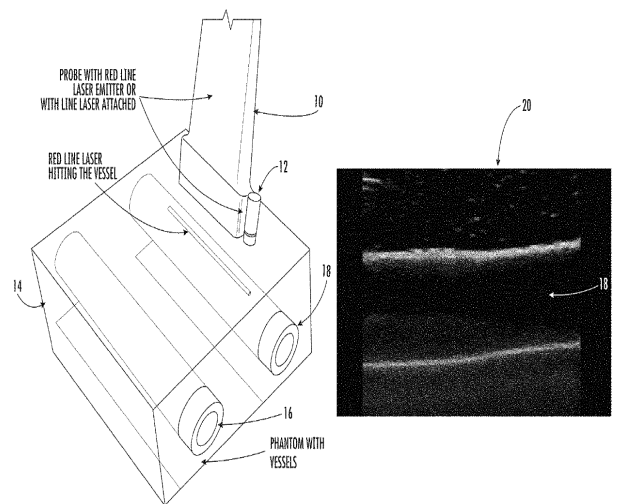 PROBE WITH RED LINE
LASER EMITTER OR
WITH LINE LASER ATTACHED
10
20
12
RED LINE LASER
HITTING THE VESSEL
14
18
18
16
PHANTOM WITH
VESSELS